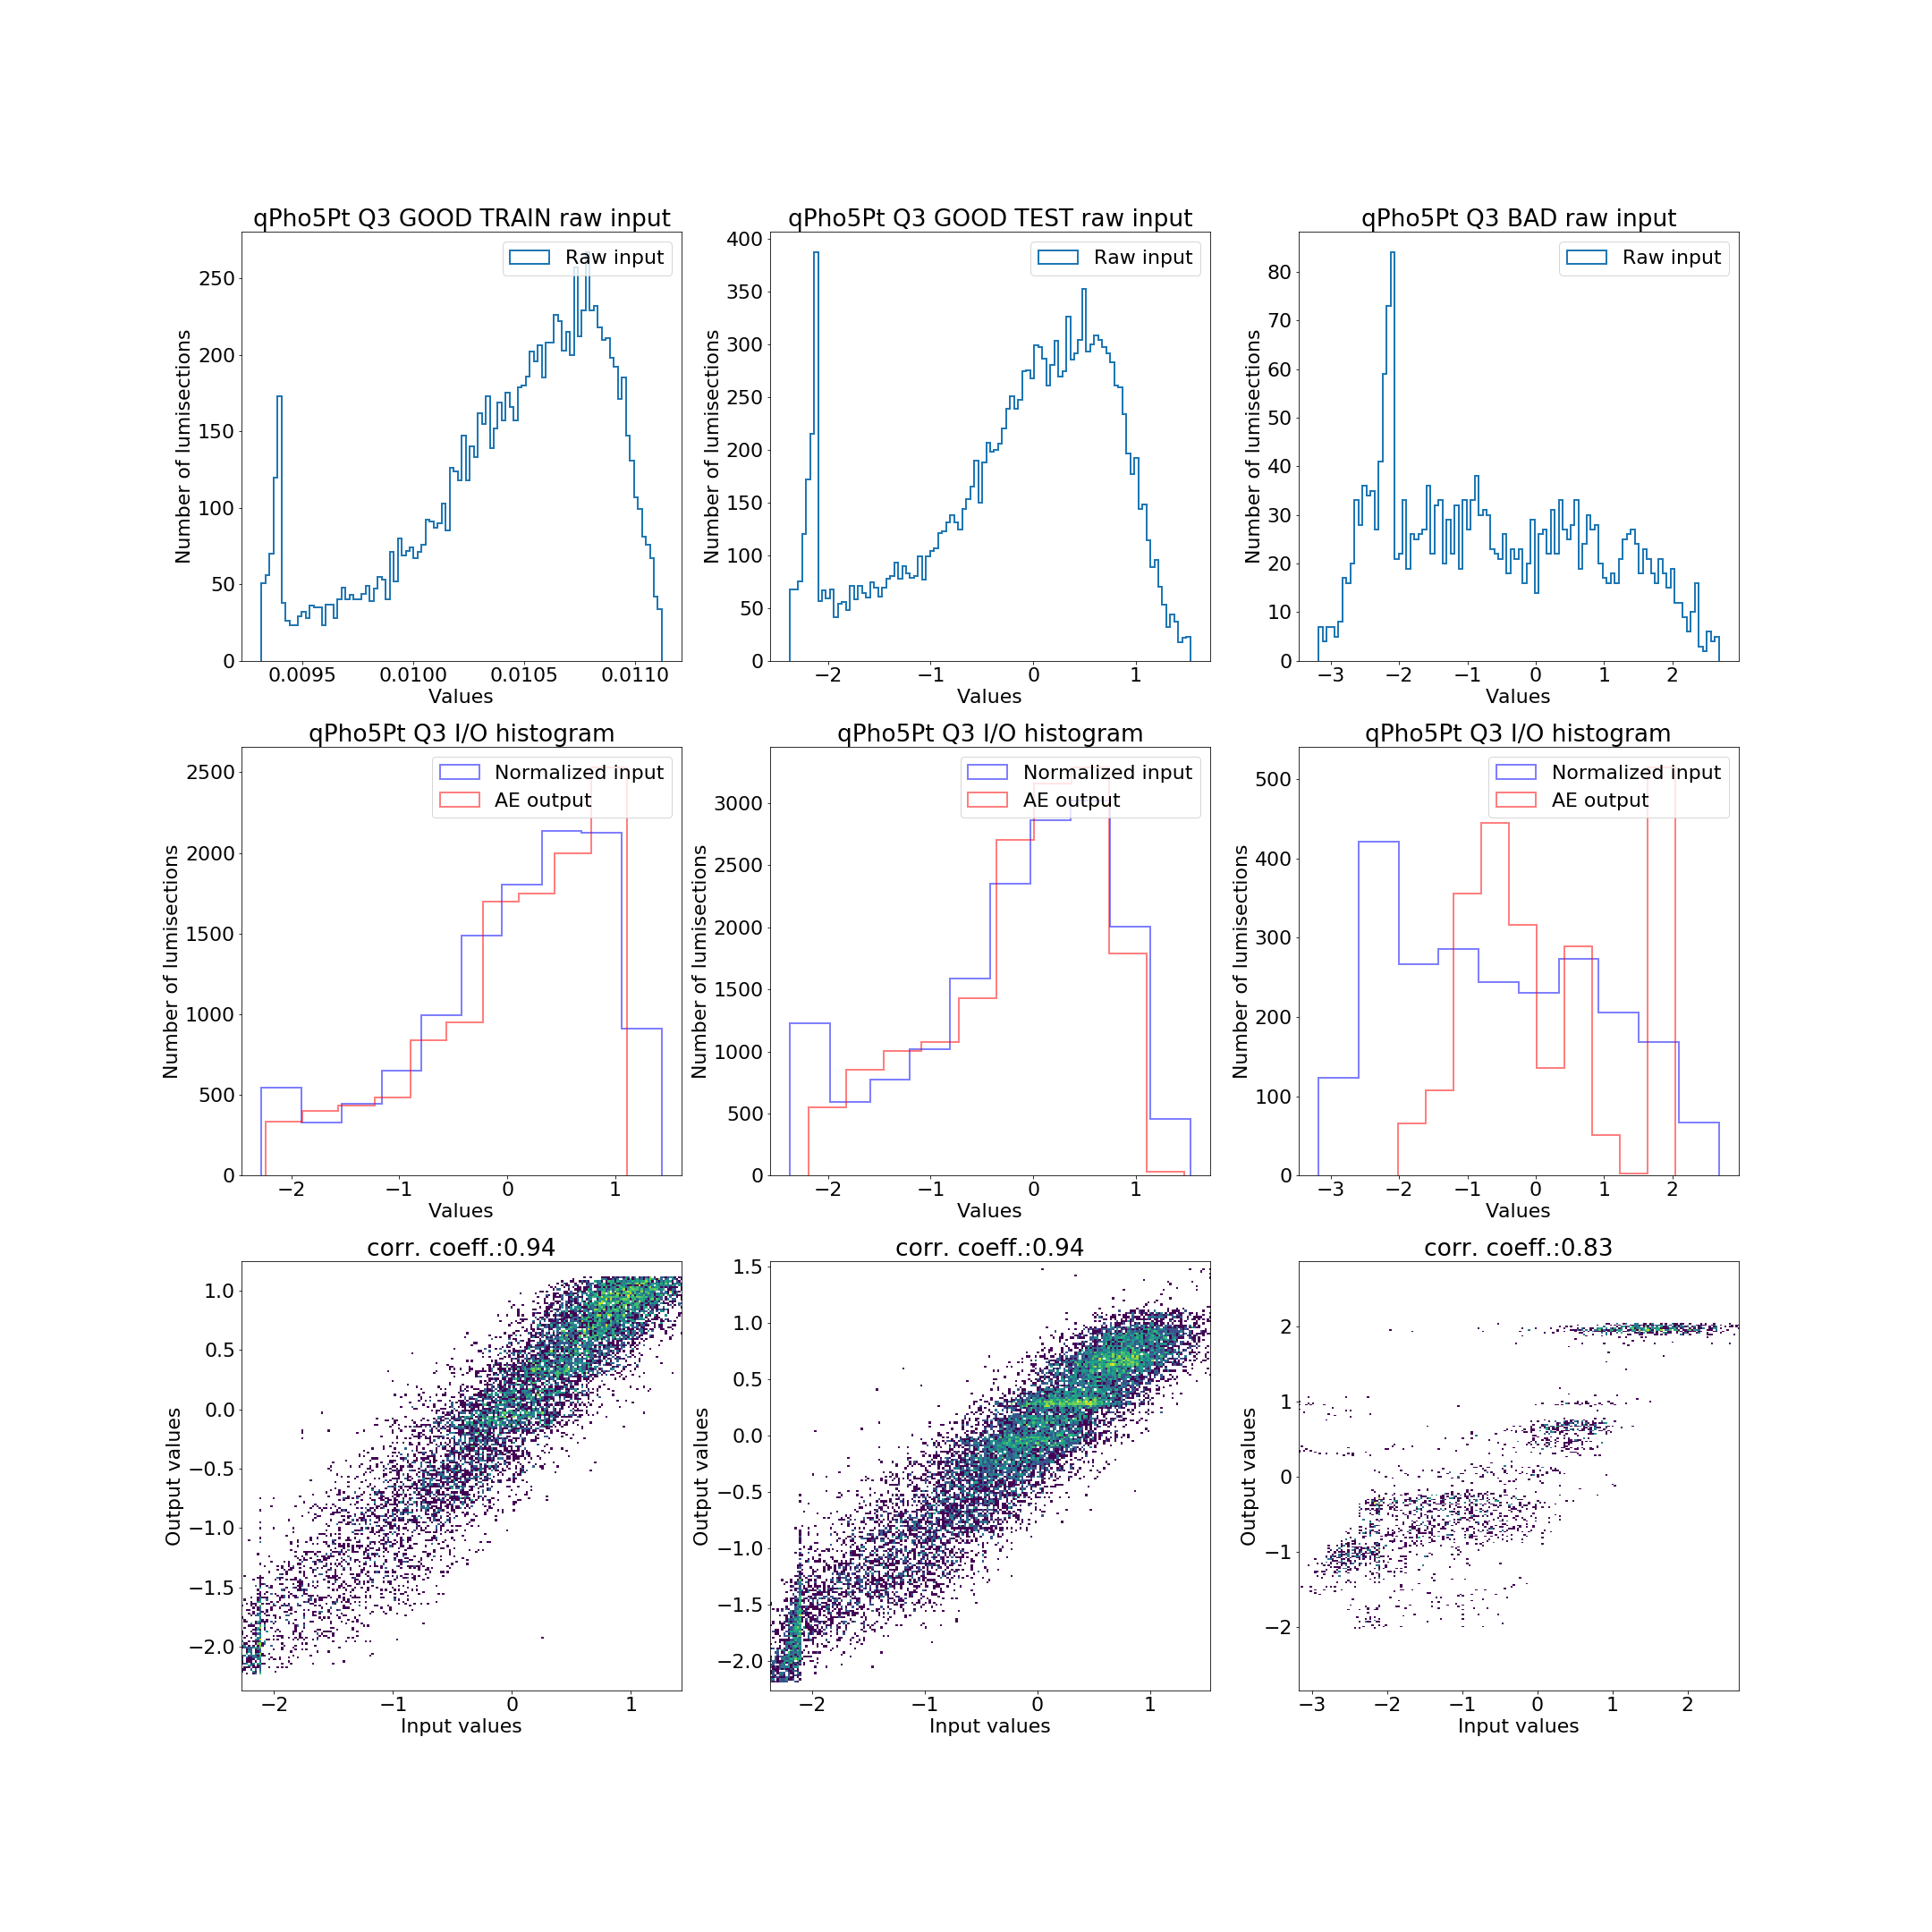 qPho5Pt Q3 GOOD TRAIN raw input
Raw input
Number of lumisections
250
200
150
100
50
0
0.0095 0.0100 0.0105 0.0110
Values
qPho5Pt Q3 GOOD TEST raw input
Raw input
Number of lumisections
400
350
300
250
200
150
100
50
0
−2 −1 0 1
Values
qPho5Pt Q3 BAD raw input
Raw input
Number of lumisections
80
70
60
50
40
30
20
10
0
−3 −2 −1 0 1 2
Values
qPho5Pt Q3 I/O histogram
Normalized input
AE output
Number of lumisections
2500
2000
1500
1000
500
0
−2 −1 0 1
Values
qPho5Pt Q3 I/O histogram
Normalized input
AE output
Number of lumisections
3000
2500
2000
1500
1000
500
0
−2 −1 0 1
Values
qPho5Pt Q3 I/O histogram
Normalized input
AE output
Number of lumisections
500
400
300
200
100
0
−3 −2 −1 0 1 2
Values
corr. coeff.:0.94
Output values
1.0
0.5
0.0
−0.5
−1.0
−1.5
−2.0
−2 −1 0 1
Input values
corr. coeff.:0.94
Output values
1.5
1.0
0.5
0.0
−0.5
−1.0
−1.5
−2.0
−2 −1 0 1
Input values
corr. coeff.:0.83
Output values
2
1
0
−1
−2
−3 −2 −1 0 1 2
Input values